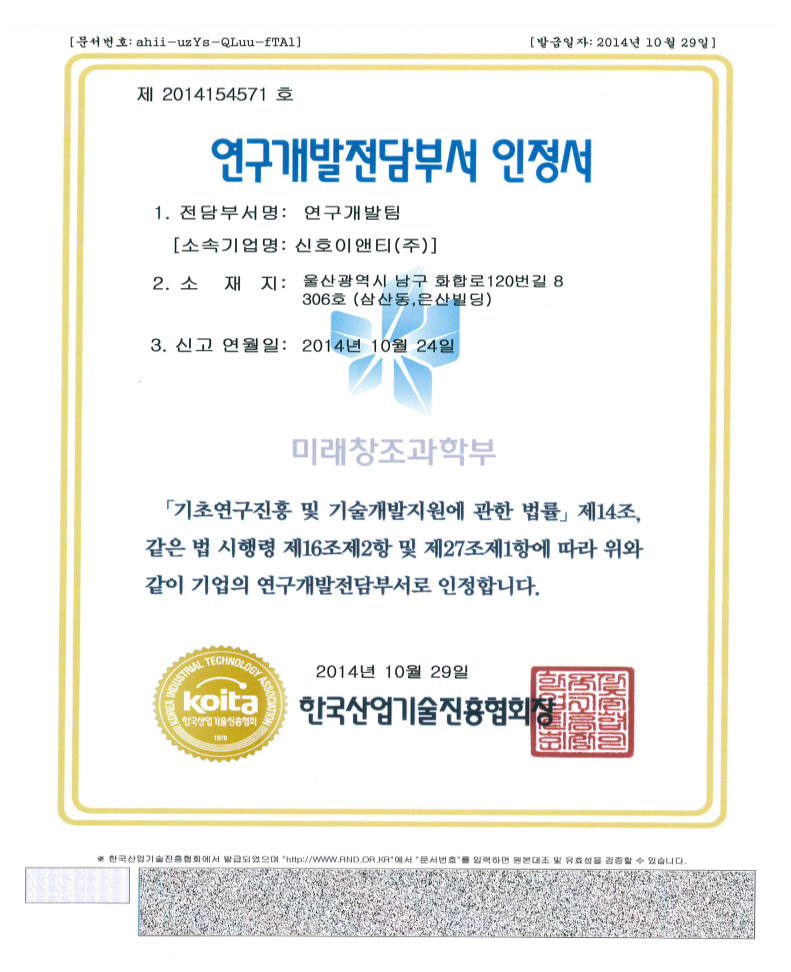 [문서번호: ahii-uzYs-QLuu-fTAl]
[발급일자: 2014년 10월 29일]
제 2014154571 호
연구개발전담부서 인정서
1. 전담부서명: 연구개발팀
[소속기업명: 신호이앤티(주)]
2. 소 재 지: 울산광역시 남구 화합로120번길 8
306호 (삼산동,은산빌딩)
3. 신고 연월일: 2014년 10월 24일
미래창조과학부
「기초연구진흥 및 기술개발지원에 관한 법률」 제14조,
같은 법 시행령 제16조제2항 및 제27조제1항에 따라 위와
같이 기업의 연구개발전담부서로 인정합니다.
2014년 10월 29일
한국산업기술진흥협회장
KOREA INDUSTRIAL TECHNOLOGY ASSOCIATION
koita
한국산업기술진흥협회
1979
※ 한국산업기술진흥협회에서 발급되었으며 "http://WWW.RND.OR.KR"에서 "문서번호"를 입력하면 원본대조 및 유효성을 검증할 수 있습니다.